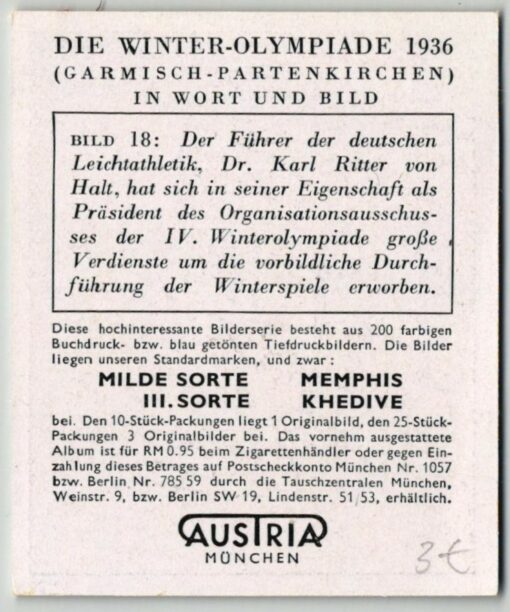 DIE WINTER-OLYMPIADE 1936
(GARMISCH-PARTENKIRCHEN)
IN WORT UND BILD
BILD 18: Der Führer der deutschen
Leichtathletik, Dr. Karl Ritter von
Halt, hat sich in seiner Eigenschaft als
Präsident des Organisationsausschus-
ses der IV. Winterolympiade große
Verdienste um die vorbildliche Durch-
führung der Winterspiele erworben.
Diese hochinteressante Bilderserie besteht aus 200 farbigen
Buchdruck- bzw. blau getönten Tiefdruckbildern. Die Bilder
liegen unseren Standardmarken, und zwar:
MILDE SORTE MEMPHIS
III. SORTE KHEDIVE
bei. Den 10-Stück-Packungen liegt 1 Originalbild, den 25-Stück-
Packungen 3 Originalbilder bei. Das vornehm ausgestattete
Album ist für RM 0.95 beim Zigarettenhändler oder gegen Ein-
zahlung dieses Betrages auf Postscheckkonto München Nr. 1057
bzw. Berlin Nr. 785 59 durch die Tauschzentralen München,
Weinstr. 9, bzw. Berlin SW 19, Lindenstr. 51/53, erhältlich.
AUSTRIA
MÜNCHEN
3€